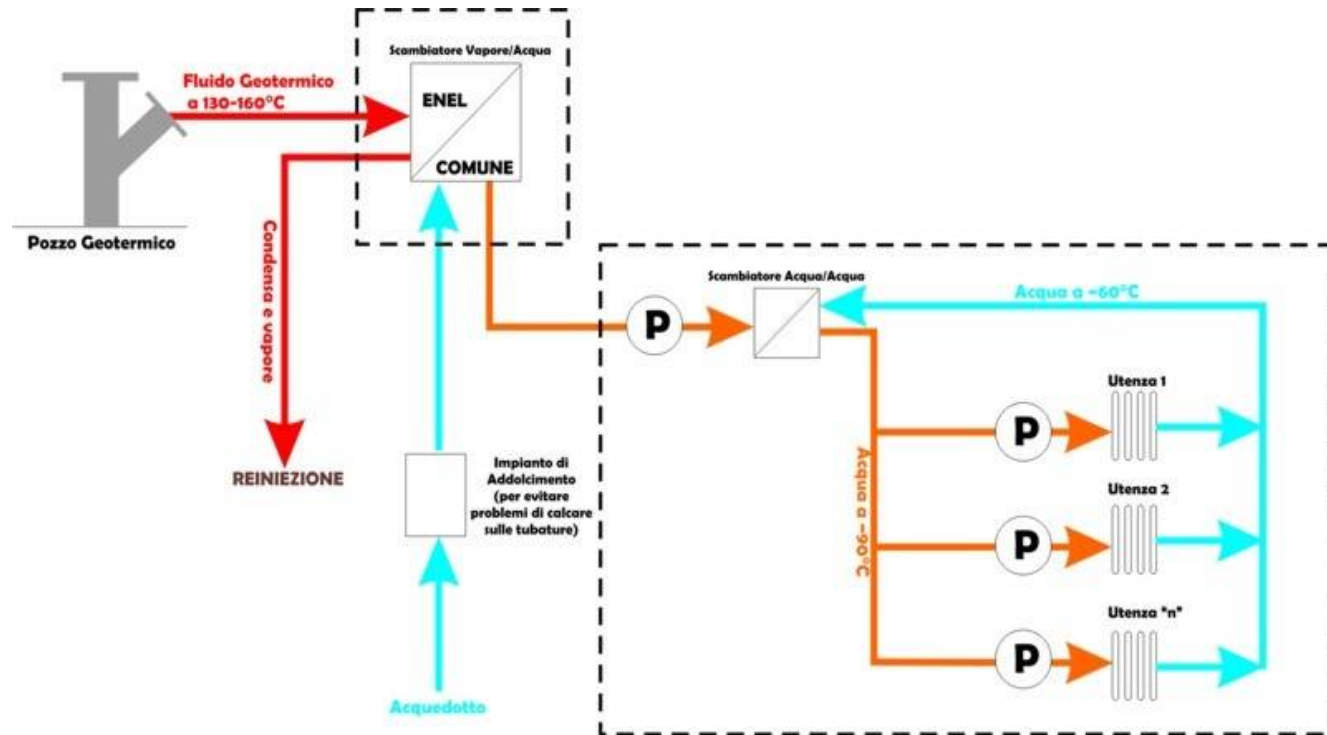 Scambiatore Vapore/Acqua
Fluido Geotermico
a 130-160°C
ENEL
COMUNE
Pozzo Geotermico
Condensa e vapore
REINIEZIONE
Impianto di
Addolcimento
(per evitare
problemi di calcare
sulle tubature)
Acquedotto
Scambiatore Acqua/Acqua
Acqua a ~60°C
P
Acqua a ~90°C
Utenza 1
P
Utenza 2
P
Utenza "n"
P